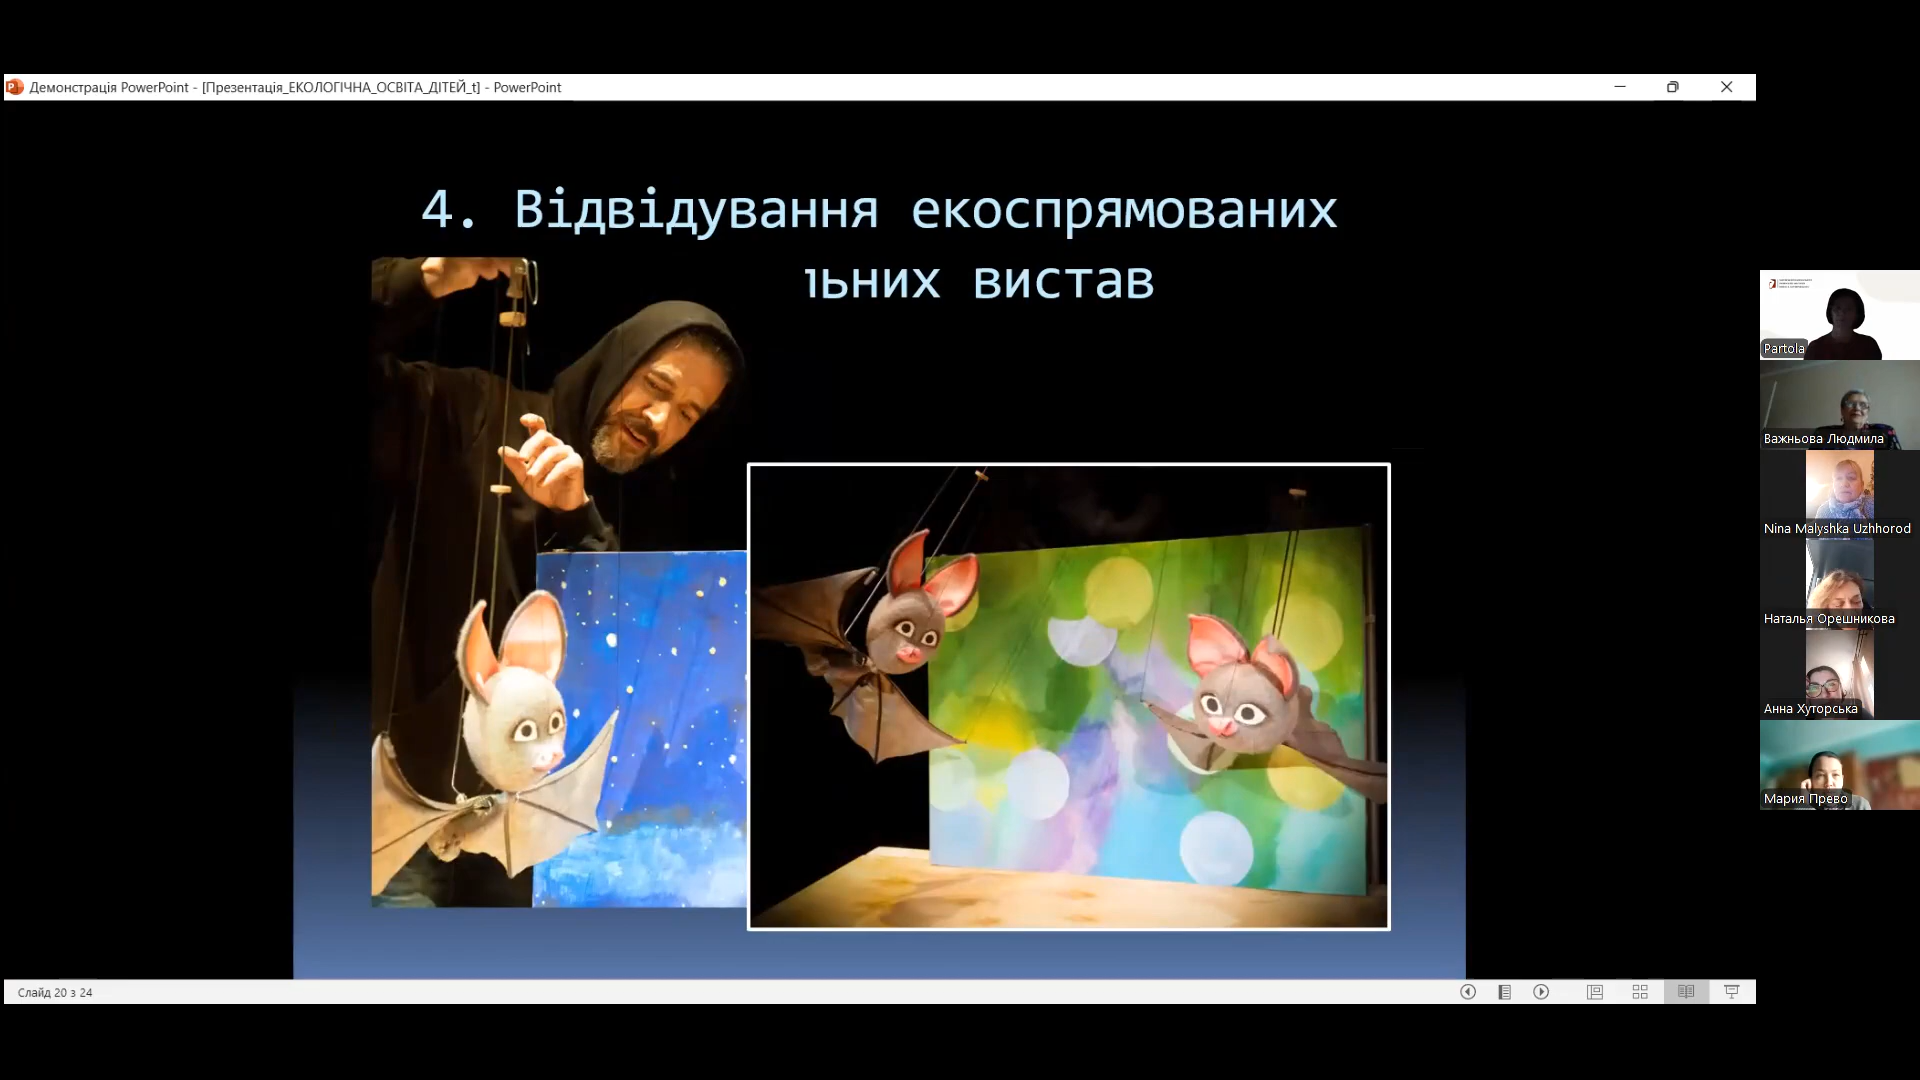 Демонстрація PowerPoint - [Презентація_ЕКОЛОГІЧНА_ОСВІТА_ДІТЕЙ_t] - PowerPoint
4. Відвідування екоспрямованих
льних вистав
Partola
Важньова Людмила
Nina Malyshka Uzhhorod
Наталья Орешникова
Анна Хуторська
Мария Прево
Слайд 20 з 24